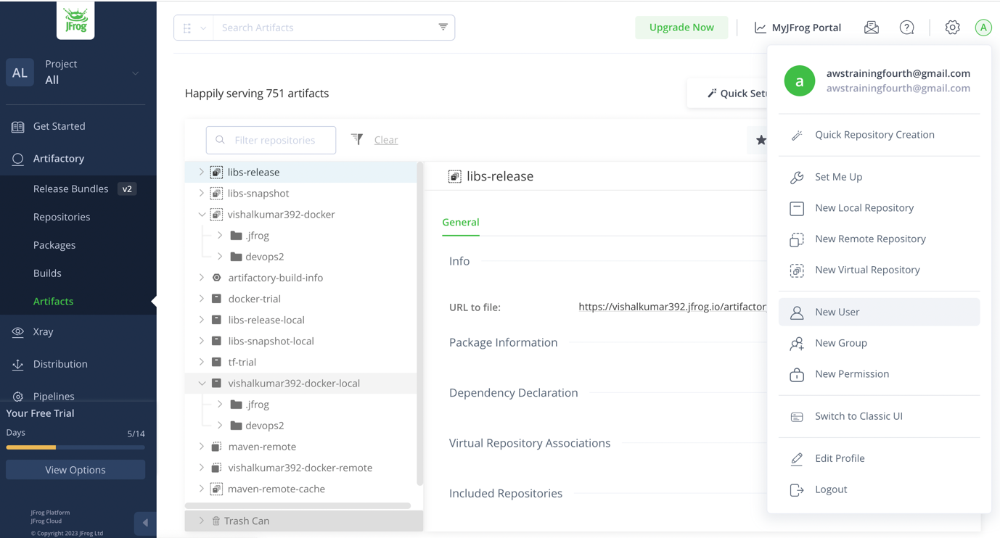 JFrog
AL
Project
All
Get Started
Artifactory
Release Bundles v2
Repositories
Packages
Builds
Artifacts
Xray
Distribution
Pipelines
Your Free Trial
Days 5/14
View Options
JFrog Platform
JFrog Cloud
© Copyright 2023 JFrog Ltd
Search Artifacts
Upgrade Now
MyJFrog Portal
A
Happily serving 751 artifacts
Quick Setu
Filter repositories
Clear
libs-release
libs-snapshot
vishalkumar392-docker
.jfrog
devops2
artifactory-build-info
docker-trial
libs-release-local
libs-snapshot-local
tf-trial
vishalkumar392-docker-local
.jfrog
devops2
maven-remote
vishalkumar392-docker-remote
maven-remote-cache
Trash Can
libs-release
General
Info
URL to file: https://vishalkumar392.jfrog.io/artifactor
Package Information
Dependency Declaration
Virtual Repository Associations
Included Repositories
a
awstrainingfourth@gmail.com
awstrainingfourth@gmail.com
Quick Repository Creation
Set Me Up
New Local Repository
New Remote Repository
New Virtual Repository
New User
New Group
New Permission
Switch to Classic UI
Edit Profile
Logout